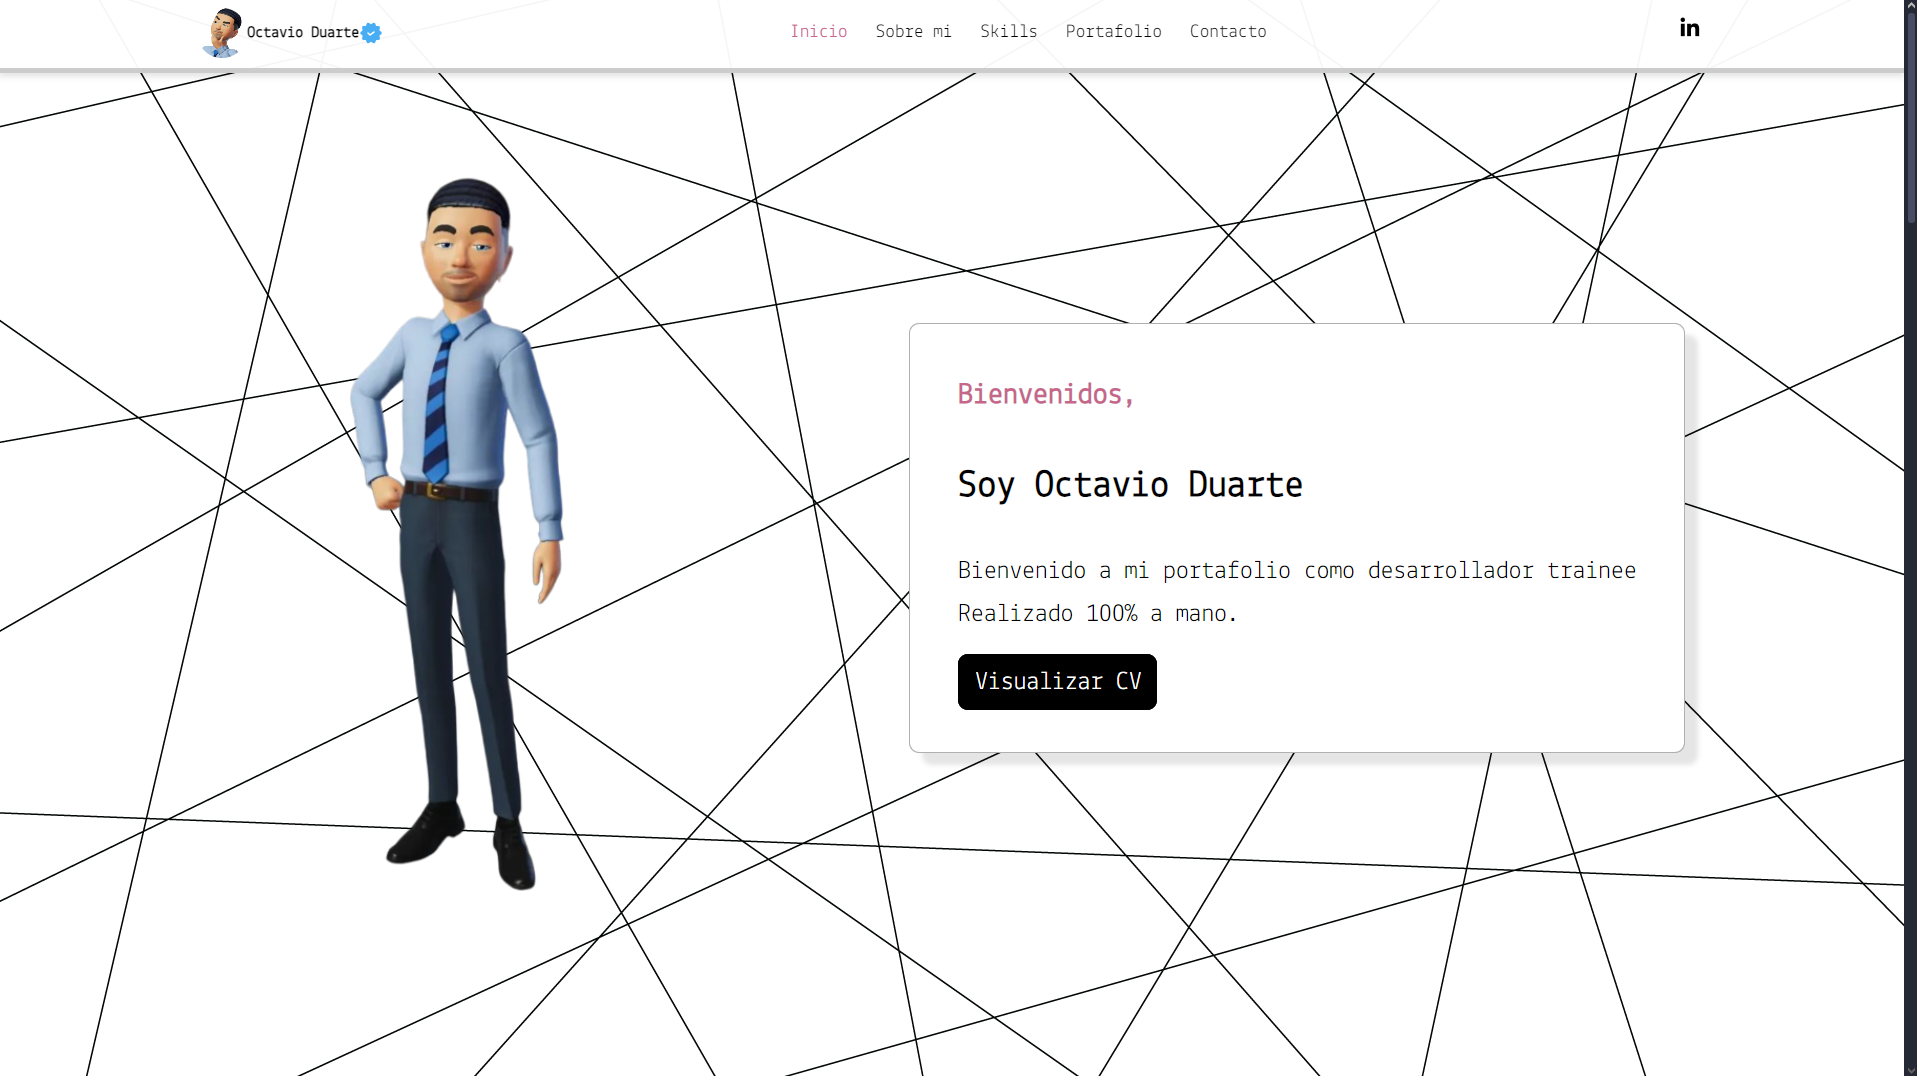 Octavio Duarte
Inicio Sobre mi Skills Portafolio Contacto
in
Bienvenidos,
Soy Octavio Duarte
Bienvenido a mi portafolio como desarrollador trainee
Realizado 100% a mano.
Visualizar CV